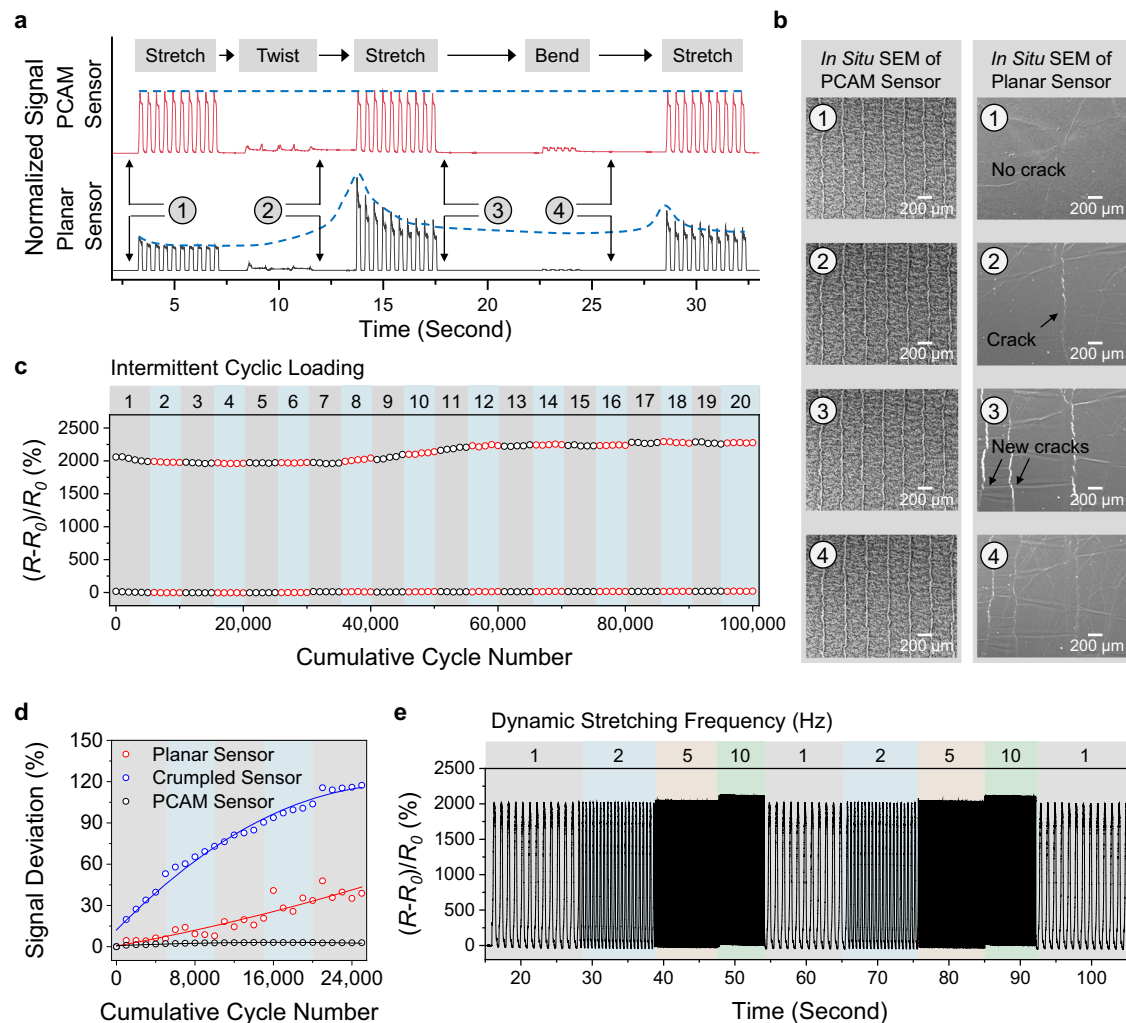 a
Stretch Twist Stretch Bend Stretch
Normalized Signal
PCAM
Sensor
Planar
Sensor
1 2 3 4
5 10 15 20 25 30
Time (Second)
b
In Situ SEM of
PCAM Sensor
In Situ SEM of
Planar Sensor
1
200 µm
1
No crack
200 µm
2
200 µm
2
Crack
200 µm
3
200 µm
3
New cracks
200 µm
4
200 µm
4
200 µm
c
Intermittent Cyclic Loading
1 2 3 4 5 6 7 8 9 10 11 12 13 14 15 16 17 18 19 20
(R-R0)/R0 (%)
2500
2000
1500
1000
500
0
0 20,000 40,000 60,000 80,000 100,000
Cumulative Cycle Number
d
Signal Deviation (%)
150
120
90
60
30
0
Planar Sensor
Crumpled Sensor
PCAM Sensor
0 8,000 16,000 24,000
Cumulative Cycle Number
e
Dynamic Stretching Frequency (Hz)
1 2 5 10 1 2 5 10 1
(R-R0)/R0 (%)
2500
2000
1500
1000
500
0
20 30 40 50 60 70 80 90 100
Time (Second)